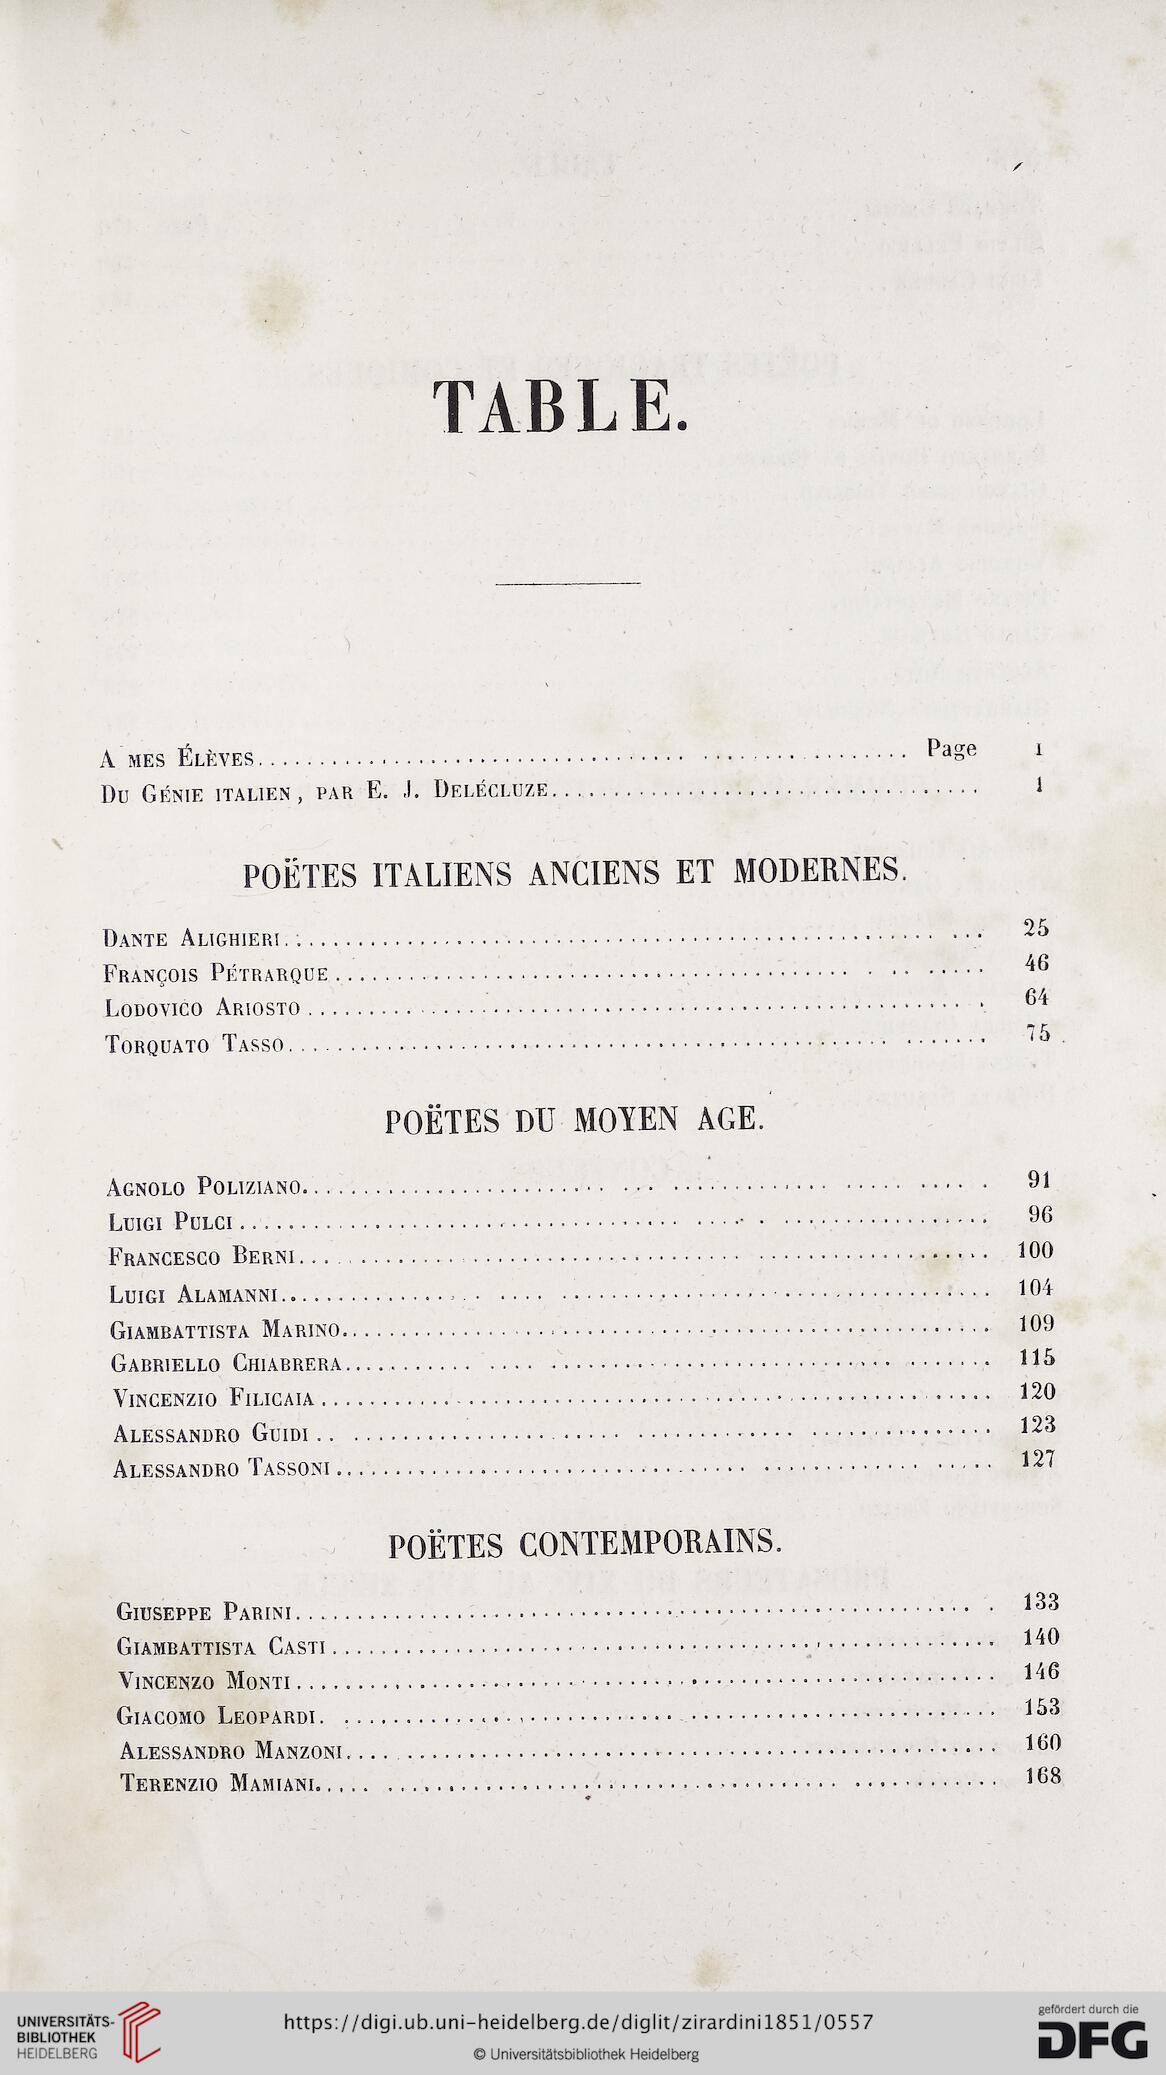 TABLE.
A MES ÉLÈVES........ Page I
DU GÉNIE ITALIEN, PAR E. J. DELÉCLUZE........ 1
POËTES ITALIENS ANCIENS ET MODERNES.
DANTE ALIGHIERI........ 25
FRANÇOIS PÉTRARQUE........ 46
LODOVICO ARIOSTO........ 64
TORQUATO TASSO........ 75
POËTES DU MOYEN AGE.
AGNOLO POLIZIANO........ 91
LUIGI PULCI........ 96
FRANCESCO BERNI........ 100
LUIGI ALAMANNI........ 104
GIAMBATTISTA MARINO........ 109
GABRIELLO CHIABRERA........ 115
VINCENZIO FILICAIA........ 120
ALESSANDRO GUIDI........ 123
ALESSANDRO TASSONI........ 127
POËTES CONTEMPORAINS.
GIUSEPPE PARINI........ 133
GIAMBATTISTA CASTI........ 140
VINCENZO MONTI........ 146
GIACOMO LEOPARDI........ 153
ALESSANDRO MANZONI........ 160
TERENZIO MAMIANI........ 168
UNIVERSITÄTS-
BIBLIOTHEK
HEIDELBERG
https://digi.ub.uni-heidelberg.de/diglit/zirardini1851/0557
© Universitätsbibliothek Heidelberg
gefördert durch die
DFG